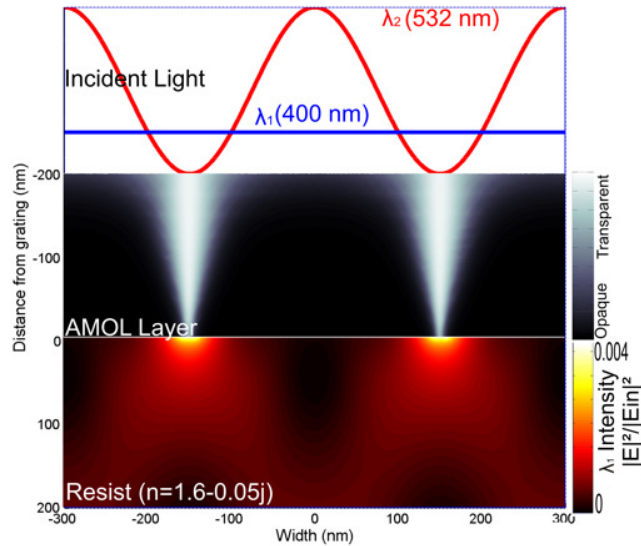 λ₂ (532 nm)
Incident Light
λ₁(400 nm)
-200
-100
0
100
200
Distance from grating (nm)
AMOL Layer
Opaque Transparent
0.004
0
λ₁ Intensity
|E|²/|Ein|²
Resist (n=1.6-0.05j)
-300 -200 -100 0 100 200 300
Width (nm)